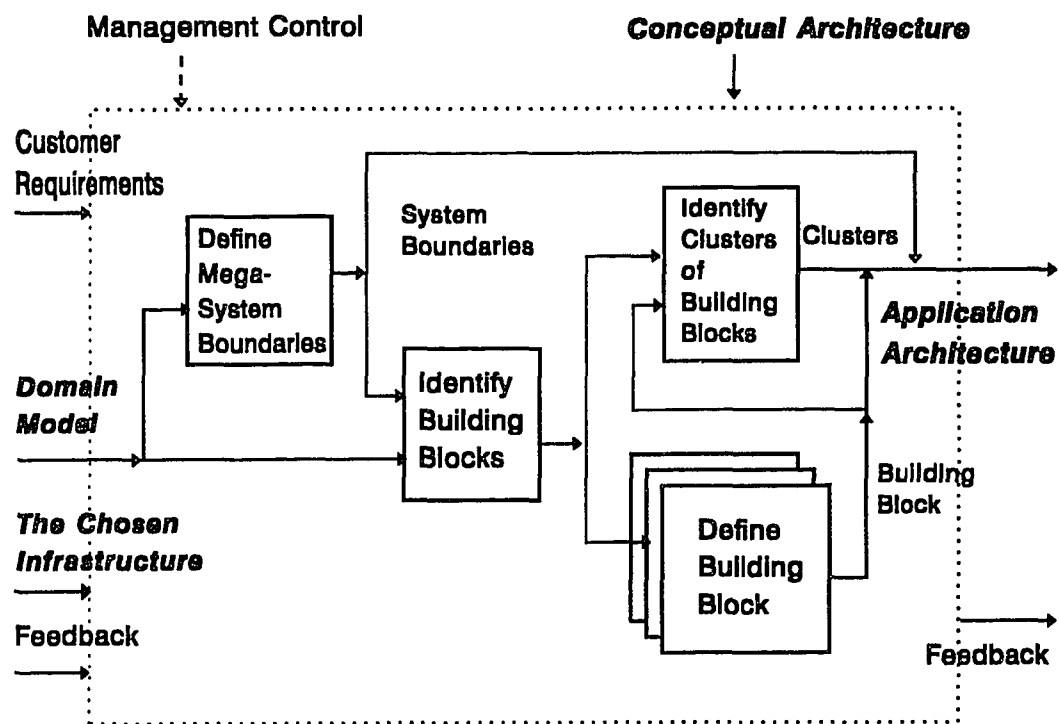 Management Control
Conceptual Architecture
Customer
Requirements
Define
Mega-
System
Boundaries
System
Boundaries
Identify
Clusters
of
Building
Blocks
Clusters
Application
Architecture
Domain
Model
Identify
Building
Blocks
Building
Block
The Chosen
Infrastructure
Define
Building
Block
Feedback
Feedback